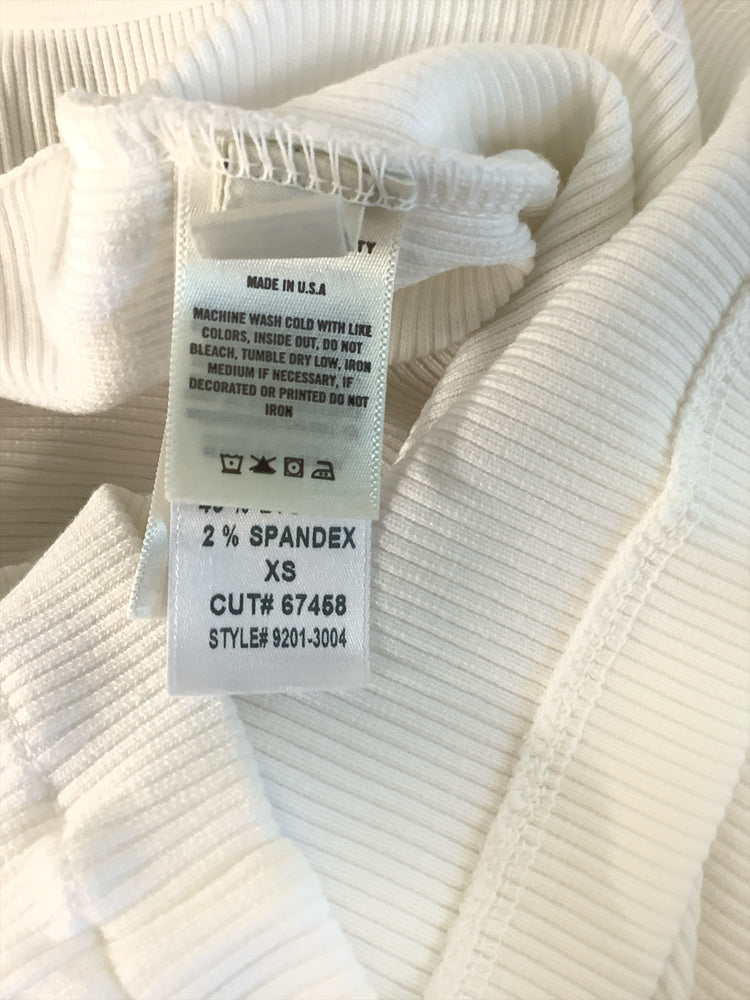 TY
MADE IN U.S.A
MACHINE WASH COLD WITH LIKE
COLORS, INSIDE OUT, DO NOT
BLEACH, TUMBLE DRY LOW, IRON
MEDIUM IF NECESSARY, IF
DECORATED OR PRINTED DO NOT
IRON
2 % SPANDEX
XS
CUT# 67458
STYLE# 9201-3004